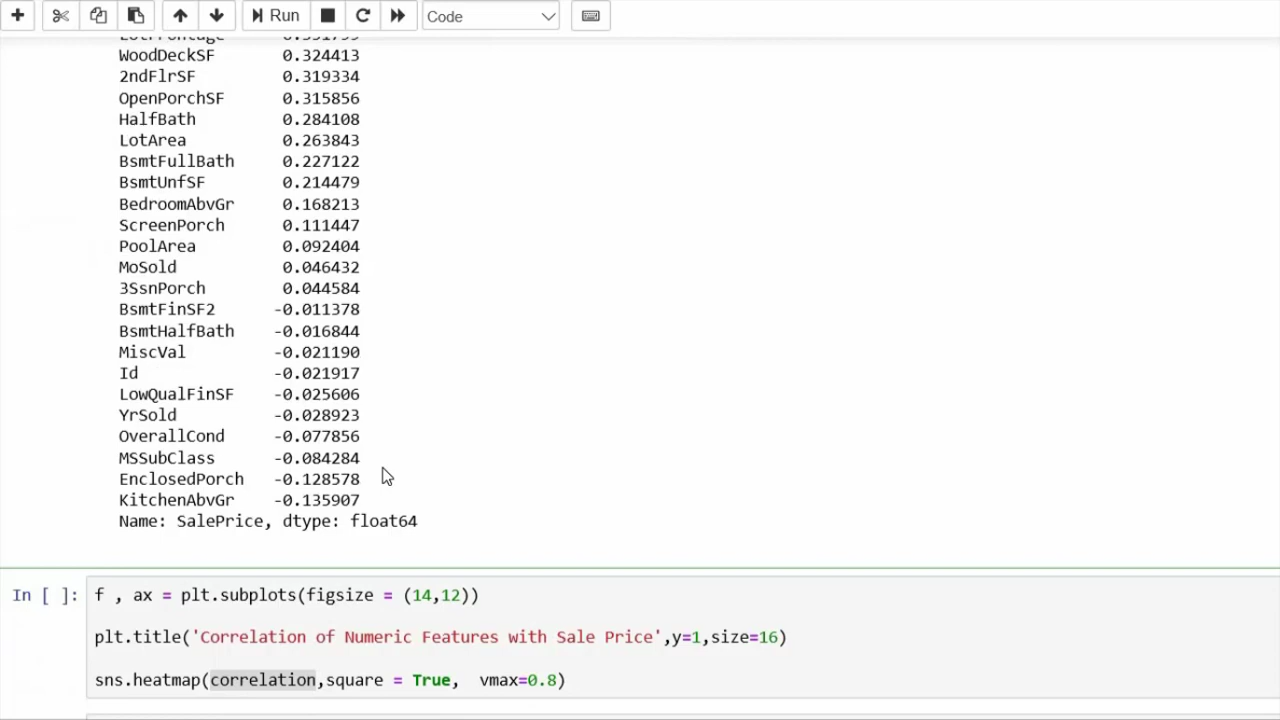 Run
Code
WoodDeckSF 0.324413
2ndFlrSF 0.319334
OpenPorchSF 0.315856
HalfBath 0.284108
LotArea 0.263843
BsmtFullBath 0.227122
BsmtUnfSF 0.214479
BedroomAbvGr 0.168213
ScreenPorch 0.111447
PoolArea 0.092404
MoSold 0.046432
3SsnPorch 0.044584
BsmtFinSF2 -0.011378
BsmtHalfBath -0.016844
MiscVal -0.021190
Id -0.021917
LowQualFinSF -0.025606
YrSold -0.028923
OverallCond -0.077856
MSSubClass -0.084284
EnclosedPorch -0.128578
KitchenAbvGr -0.135907
Name: SalePrice, dtype: float64
In [ ]: f , ax = plt.subplots(figsize = (14,12))
plt.title('Correlation of Numeric Features with Sale Price',y=1,size=16)
sns.heatmap(correlation,square = True,  vmax=0.8)